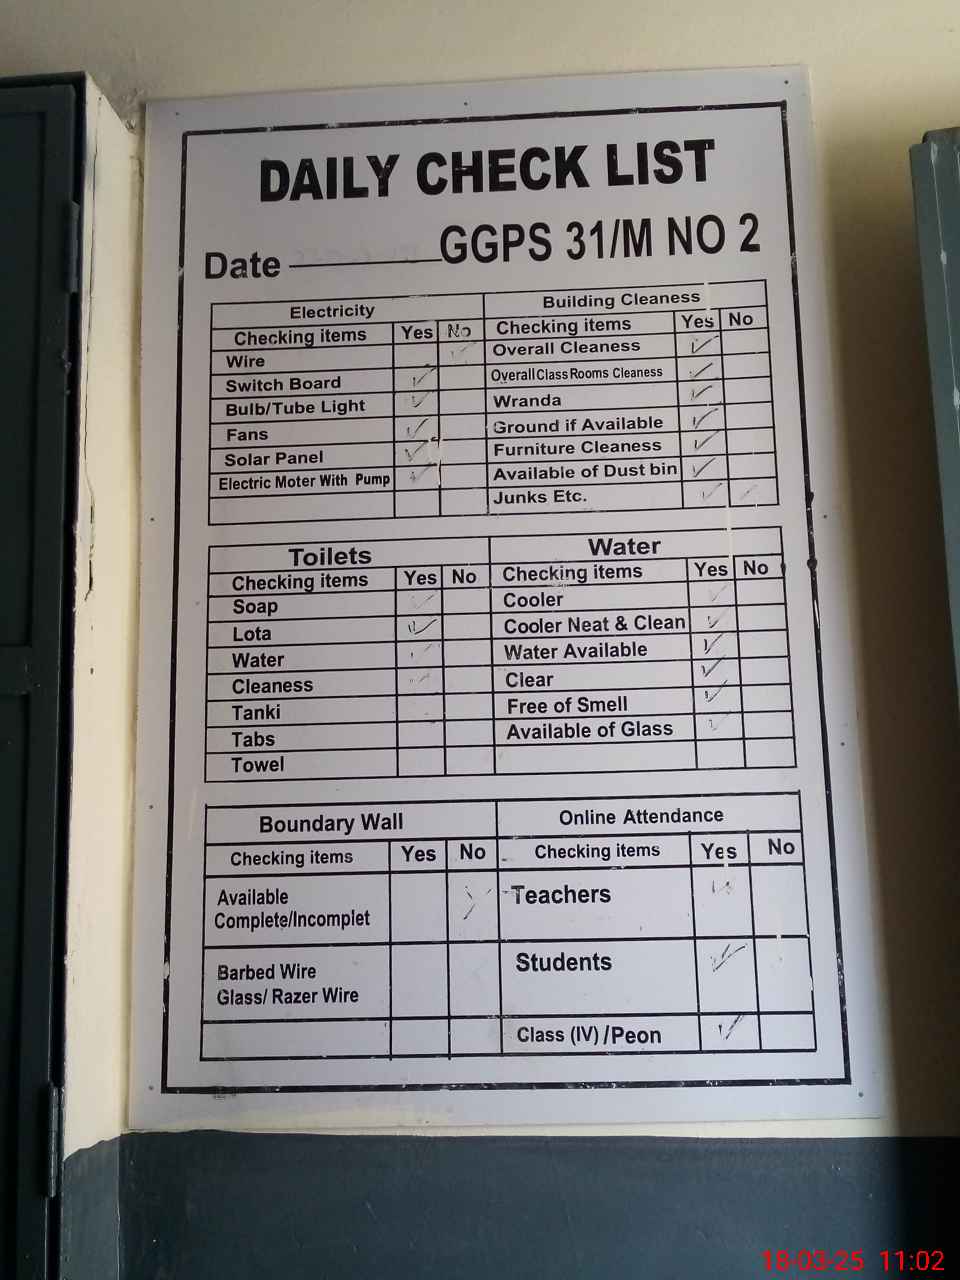 DAILY CHECK LIST
Date GGPS 31/M NO 2
Electricity
Checking items Yes No
Wire
Switch Board
Bulb/Tube Light
Fans
Solar Panel
Electric Moter With Pump
Building Cleaness
Checking items Yes No
Overall Cleaness
Overall Class Rooms Cleaness
Wranda
Ground if Available
Furniture Cleaness
Available of Dust bin
Junks Etc.
Toilets
Checking items Yes No
Soap
Lota
Water
Cleaness
Tanki
Tabs
Towel
Water
Checking items Yes No
Cooler
Cooler Neat & Clean
Water Available
Clear
Free of Smell
Available of Glass
Boundary Wall
Checking items Yes No
Available
Complete/Incomplet
Barbed Wire
Glass/ Razer Wire
Online Attendance
Checking items Yes No
Teachers
Students
Class (IV) /Peon
18-03-25 11:02